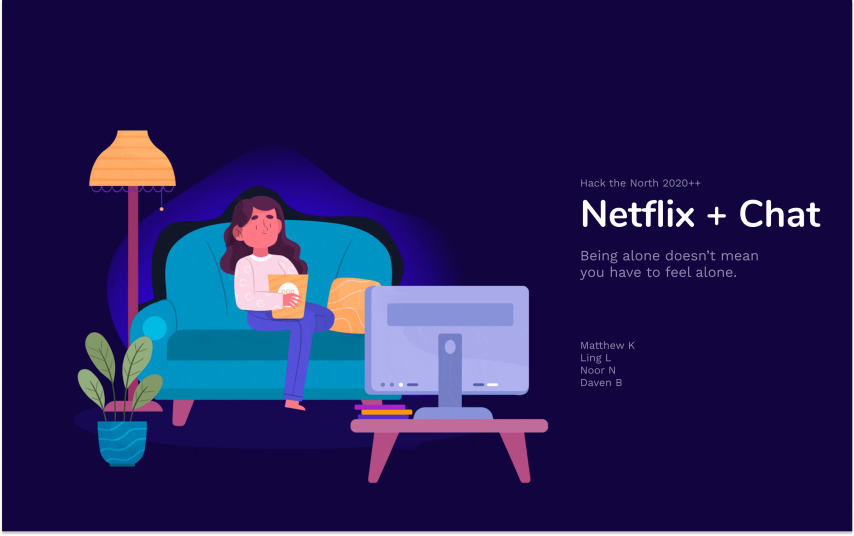 Hack the North 2020++
Netflix + Chat
Being alone doesn't mean
you have to feel alone.
Matthew K
Ling L
Noor N
Daven B